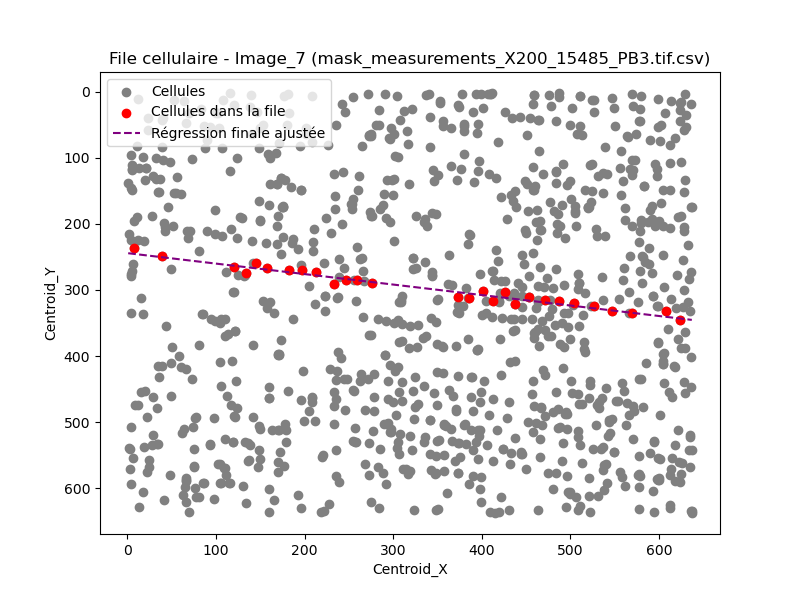 File cellulaire - Image_7 (mask_measurements_X200_15485_PB3.tif.csv)
Cellules
Cellules dans la file
Régression finale ajustée
0
100
200
300
400
500
600
Centroid_Y
0 100 200 300 400 500 600
Centroid_X